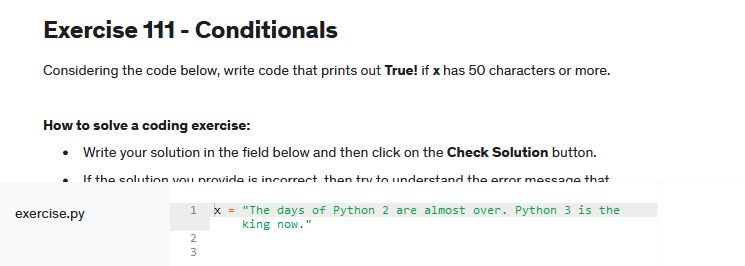 Exercise 111 - Conditionals
Considering the code below, write code that prints out True! if x has 50 characters or more.
How to solve a coding exercise:
• Write your solution in the field below and then click on the Check Solution button.
• If the solution you provide is incorrect, then try to understand the error message that
exercise.py
1 x = "The days of Python 2 are almost over. Python 3 is the
king now."
2
3